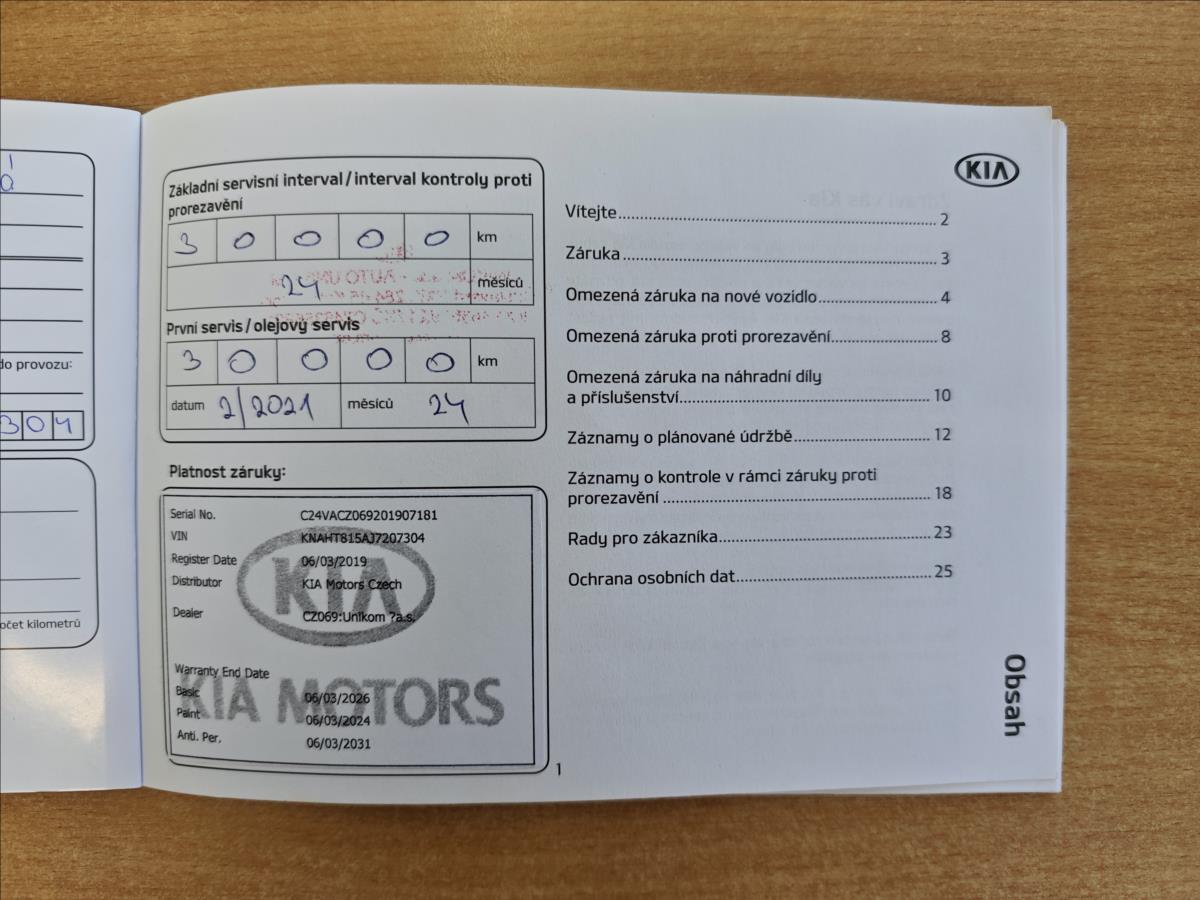 do provozu:
304
očet kilometrů
Základní servisní interval / interval kontroly proti
prorezavění
3 0 0 0 0 km
24 měsíců
První servis / olejový servis
3 0 0 0 0 km
datum 2/2021 měsíců 24
Platnost záruky:
Serial No. C24VACZ069201907181
VIN KNAHT815AJ7207304
Register Date 06/03/2019
Distributor KIA Motors Czech
Dealer CZ069:Unikom ?a.s.
KIA
Warranty End Date
Basic 06/03/2026
Paint 06/03/2024
Anti. Per. 06/03/2031
KIA MOTORS
1
KIA
Vítejte 2
Záruka 3
Omezená záruka na nové vozidlo 4
Omezená záruka proti prorezavění 8
Omezená záruka na náhradní díly
a příslušenství 10
Záznamy o plánované údržbě 12
Záznamy o kontrole v rámci záruky proti
prorezavění 18
Rady pro zákazníka 23
Ochrana osobních dat 25
Obsah